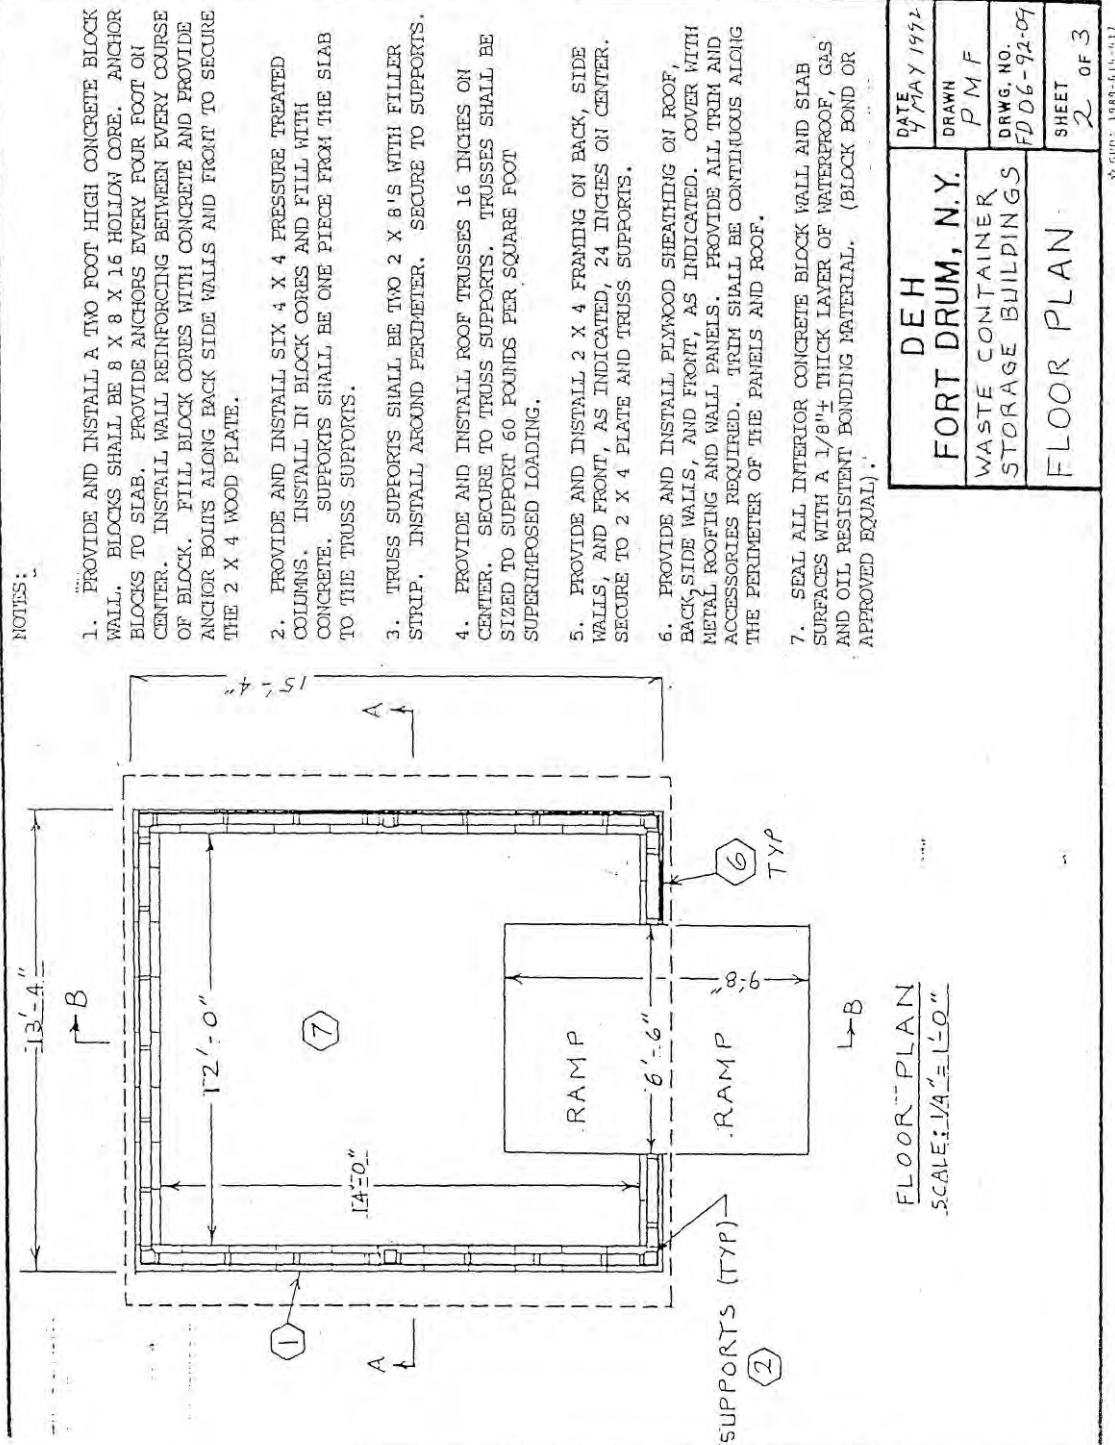 NOTES:
1. PROVIDE AND INSTALL A TWO FOOT HIGH CONCRETE BLOCK
WALL. BLOCKS SHALL BE 8 X 8 X 16 HOLLOW CORE. ANCHOR
BLOCKS TO SLAB. PROVIDE ANCHORS EVERY FOUR FOOT ON
CENTER. INSTALL WALL REINFORCING BETWEEN EVERY COURSE
OF BLOCK. FILL BLOCK CORES WITH CONCRETE AND PROVIDE
ANCHOR BOLTS ALONG BACK SIDE WALLS AND FRONT TO SECURE
THE 2 X 4 WOOD PLATE.
2. PROVIDE AND INSTALL SIX 4 X 4 PRESSURE TREATED
COLUMNS. INSTALL IN BLOCK CORES AND FILL WITH
CONCRETE. SUPPORTS SHALL BE ONE PIECE FROM THE SLAB
TO THE TRUSS SUPPORTS.
3. TRUSS SUPPORTS SHALL BE TWO 2 X 8'S WITH FILLER
STRIP. INSTALL AROUND PERIMETER. SECURE TO SUPPORTS.
4. PROVIDE AND INSTALL ROOF TRUSSES 16 INCHES ON
CENTER. SECURE TO TRUSS SUPPORTS. TRUSSES SHALL BE
SIZED TO SUPPORT 60 POUNDS PER SQUARE FOOT
SUPERIMPOSED LOADING.
5. PROVIDE AND INSTALL 2 X 4 FRAMING ON BACK, SIDE
WALLS, AND FRONT, AS INDICATED, 24 INCHES ON CENTER.
SECURE TO 2 X 4 PLATE AND TRUSS SUPPORTS.
6. PROVIDE AND INSTALL PLYWOOD SHEATHING ON ROOF,
BACK, SIDE WALLS, AND FRONT, AS INDICATED. COVER WITH
METAL ROOFING AND WALL PANELS. PROVIDE ALL TRIM AND
ACCESSORIES REQUIRED. TRIM SHALL BE CONTINUOUS ALONG
THE PERIMETER OF THE PANELS AND ROOF.
7. SEAL ALL INTERIOR CONCRETE BLOCK WALL AND SLAB
SURFACES WITH A 1/8"± THICK LAYER OF WATERPROOF, GAS
AND OIL RESISTENT BONDING MATERIAL. (BLOCK BOND OR
APPROVED EQUAL).
13'-4"
B
12'-0"
15'-4"
14'-0"
7
1
A
A
RAMP
6'-6"
9'-8"
RAMP
6
TYP
SUPPORTS (TYP)
2
B
FLOOR PLAN
SCALE: 1/4"=1'-0"
DEH
FORT DRUM, N.Y.
WASTE CONTAINER
STORAGE BUILDINGS
FLOOR PLAN
DATE
MAY 1992
DRAWN
PMF
DRWG. NO.
FD06-92-09
SHEET
2 OF 3